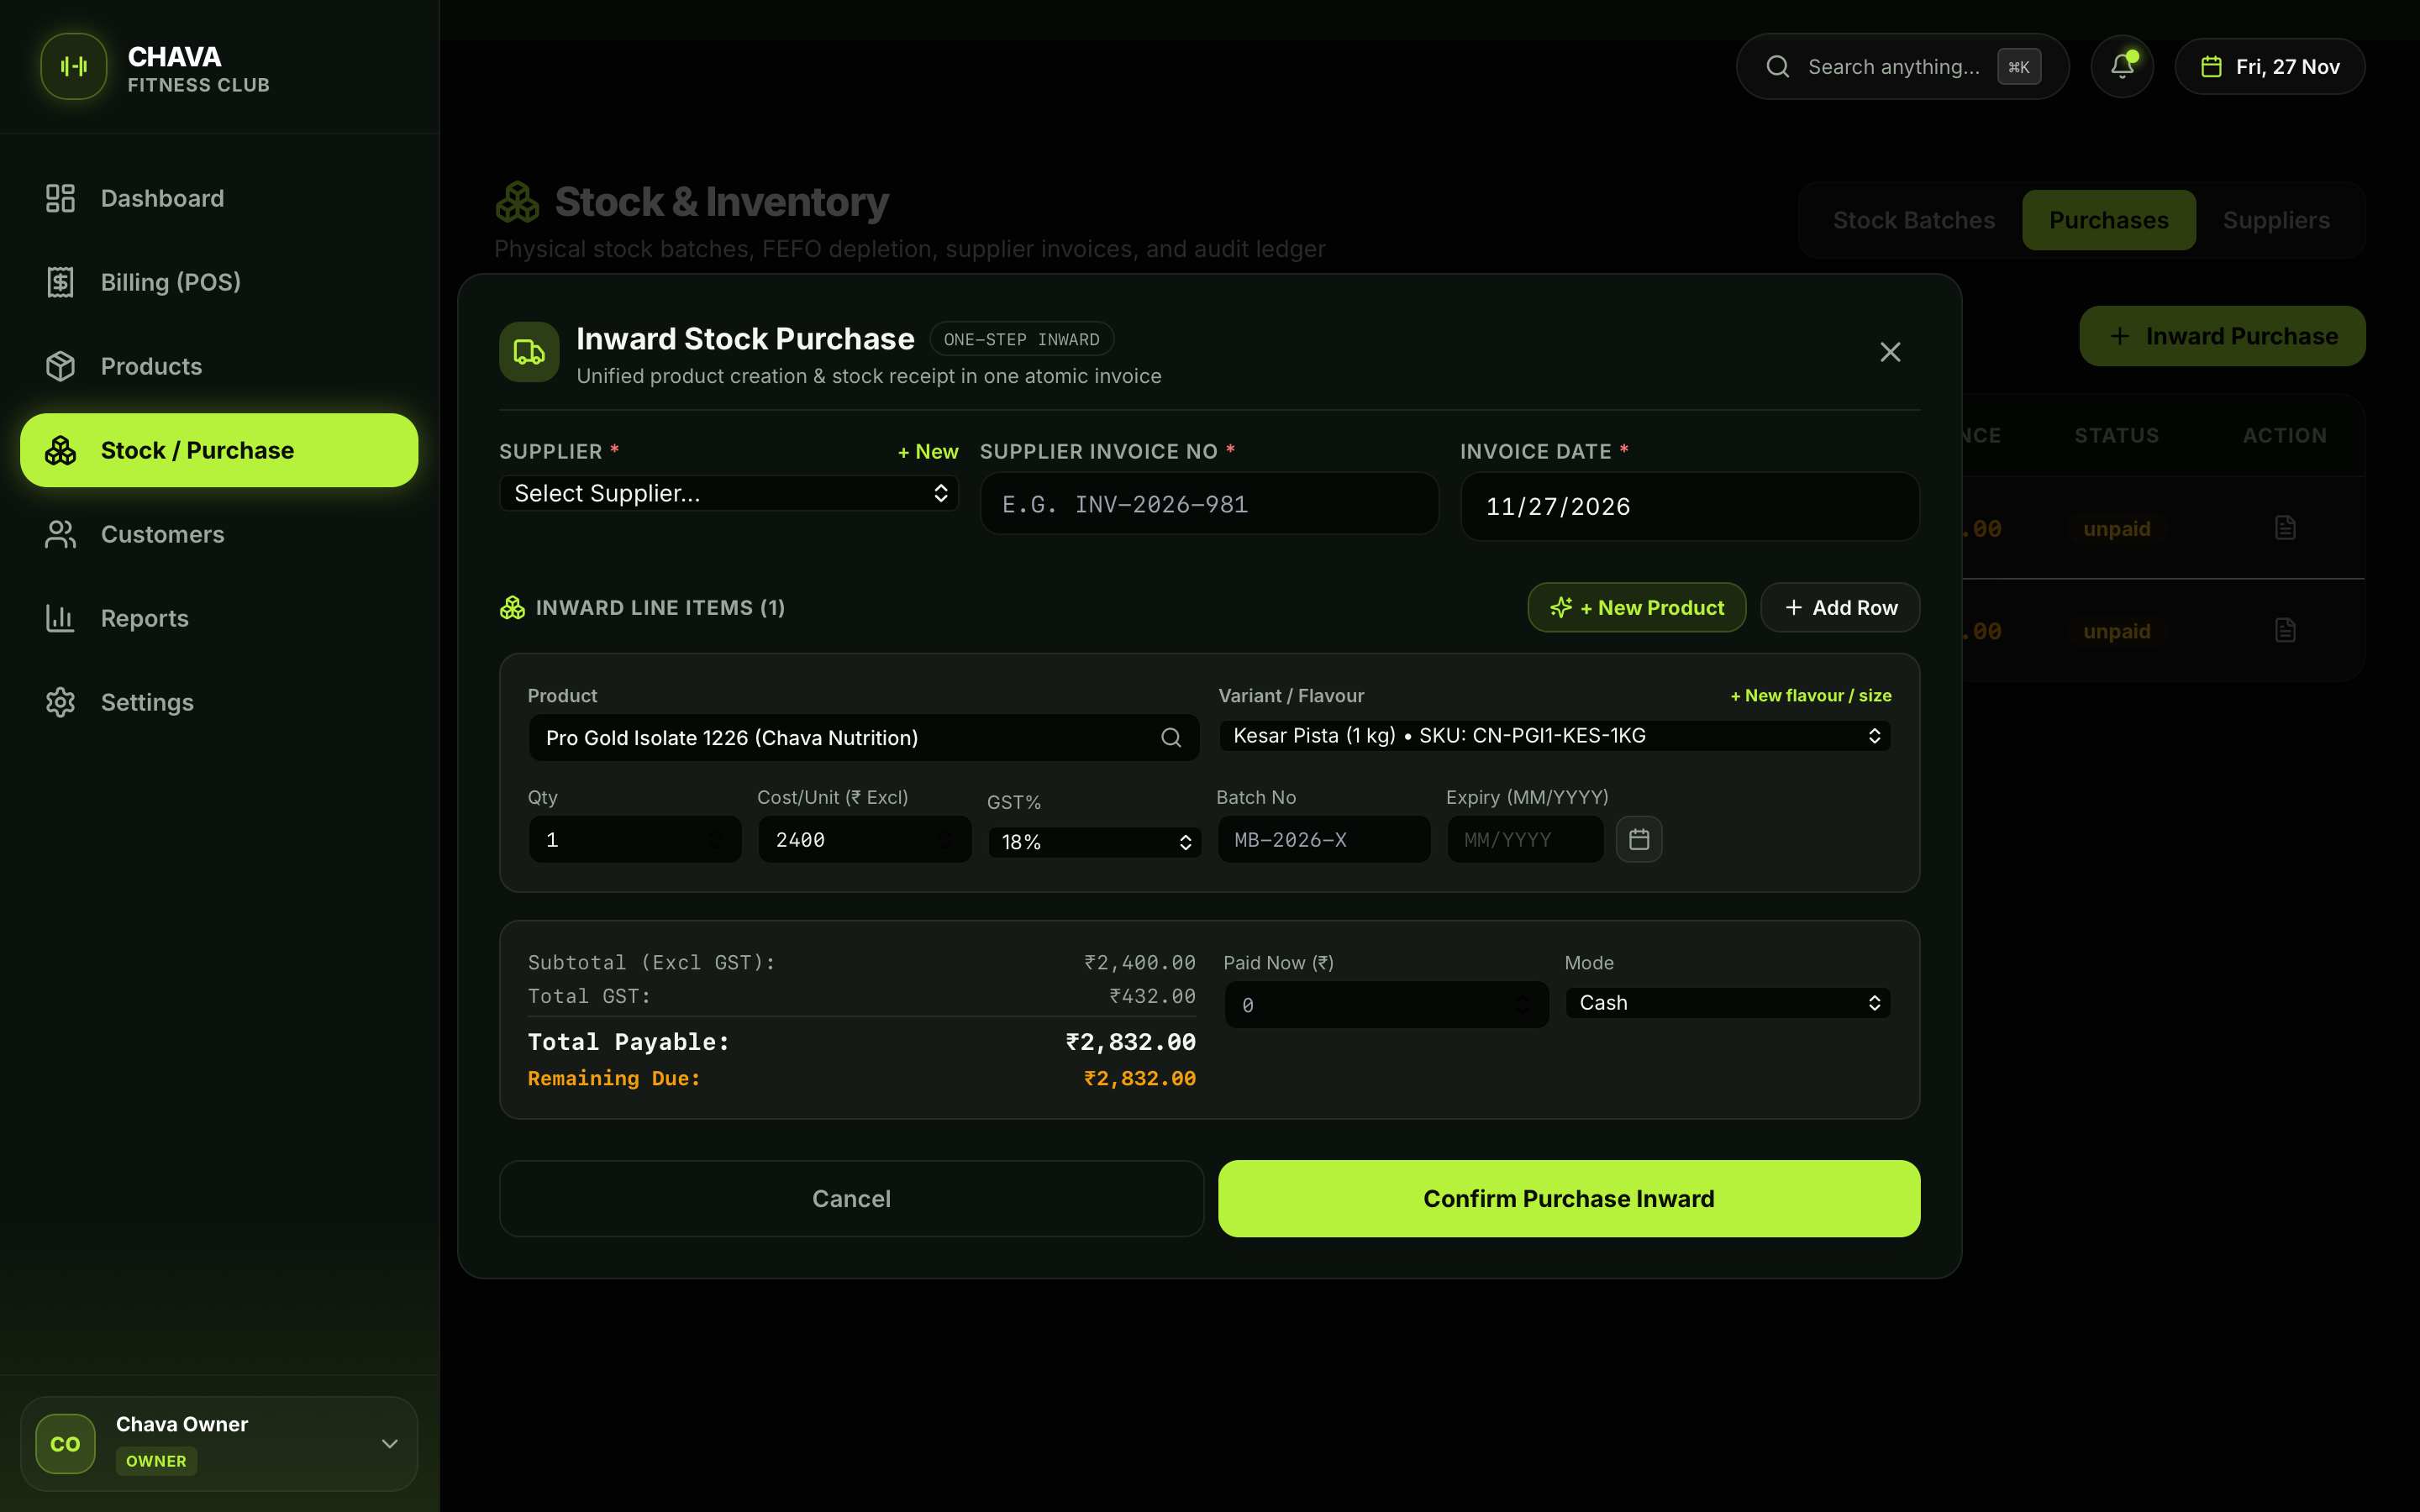 CHAVA
FITNESS CLUB
Search anything... ⌘K
Fri, 27 Nov
Dashboard
Billing (POS)
Products
Stock / Purchase
Customers
Reports
Settings
Stock & Inventory
Physical stock batches, FEFO depletion, supplier invoices, and audit ledger
Stock Batches Purchases Suppliers
+ Inward Purchase
NCE STATUS ACTION
.00 unpaid
.00 unpaid
Inward Stock Purchase ONE-STEP INWARD
Unified product creation & stock receipt in one atomic invoice
SUPPLIER * + New SUPPLIER INVOICE NO * INVOICE DATE *
Select Supplier... E.G. INV-2026-981 11/27/2026
INWARD LINE ITEMS (1) + New Product + Add Row
Product Variant / Flavour + New flavour / size
Pro Gold Isolate 1226 (Chava Nutrition) Kesar Pista (1 kg) • SKU: CN-PGI1-KES-1KG
Qty Cost/Unit (₹ Excl) GST% Batch No Expiry (MM/YYYY)
1 2400 18% MB-2026-X MM/YYYY
Subtotal (Excl GST): ₹2,400.00 Paid Now (₹) Mode
Total GST: ₹432.00 0 Cash
Total Payable: ₹2,832.00
Remaining Due: ₹2,832.00
Cancel Confirm Purchase Inward
CO Chava Owner
OWNER